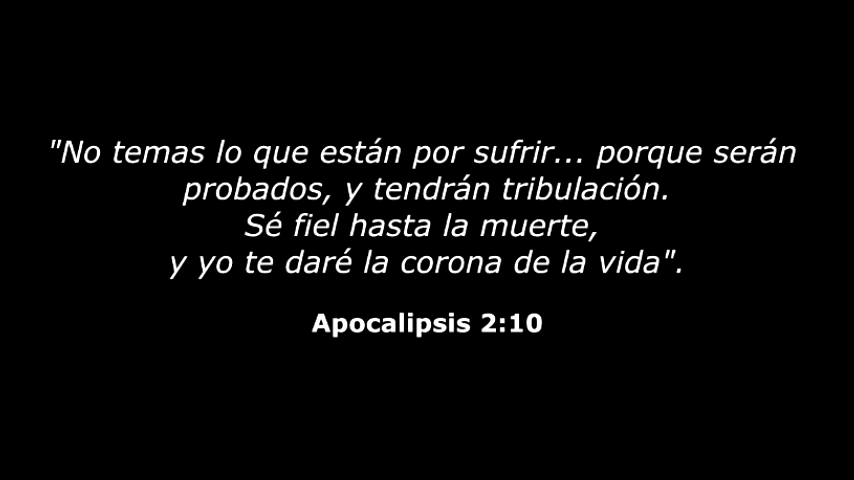 "No temas lo que están por sufrir... porque serán
probados, y tendrán tribulación.
Sé fiel hasta la muerte,
y yo te daré la corona de la vida".
Apocalipsis 2:10